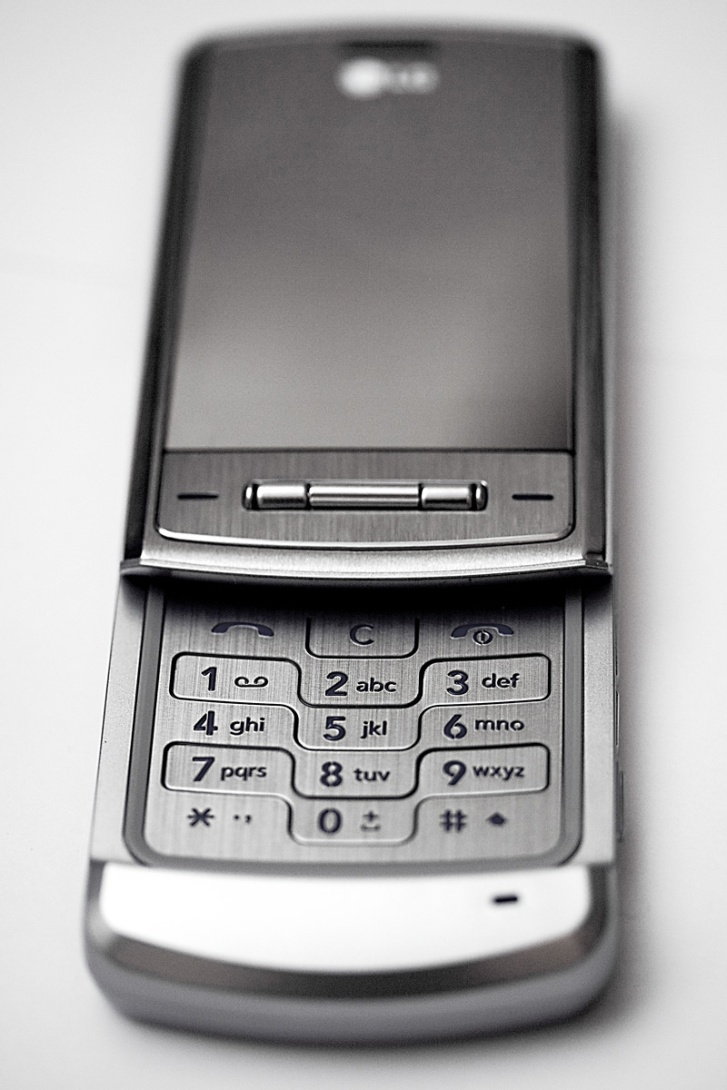 LG
C
1
2 abc
3 def
4 ghi
5 jkl
6 mno
7 pqrs
8 tuv
9 wxyz
* .,
0 ±
#